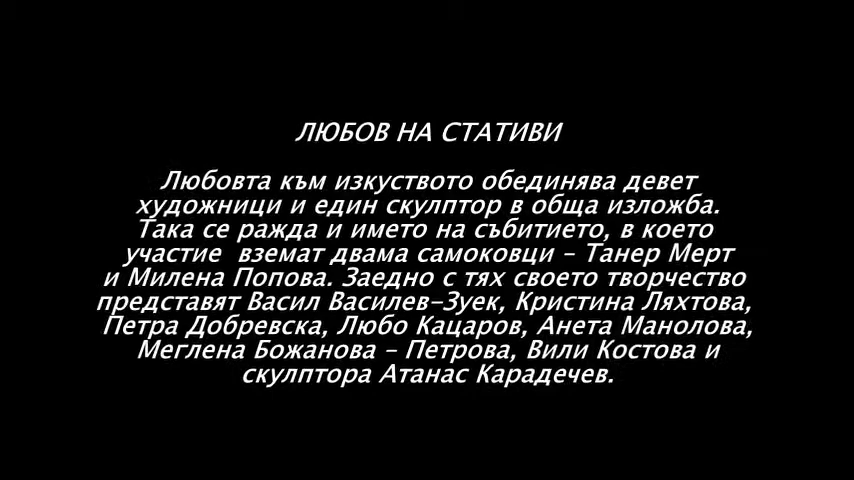 ЛЮБОВ НА СТАТИВИ
Любовта към изкуството обединява девет
художници и един скулптор в обща изложба.
Така се ражда и името на събитието, в което
участие вземат двама самоковци – Танер Мерт
и Милена Попова. Заедно с тях своето творчество
представят Васил Василев-Зуек, Кристина Ляхтова,
Петра Добревска, Любо Кацаров, Анета Манолова,
Меглена Божанова – Петрова, Вили Костова и
скулптора Атанас Карадечев.